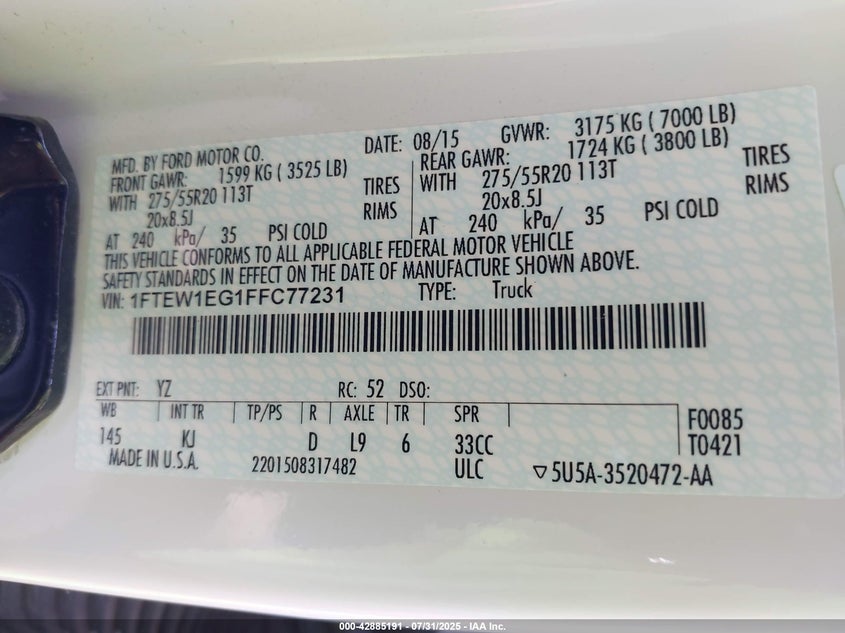 MFD. BY FORD MOTOR CO. DATE: 08/15 GVWR: 3175 KG ( 7000 LB)
FRONT GAWR: 1599 KG ( 3525 LB) REAR GAWR: 1724 KG ( 3800 LB)
WITH 275/55R20 113T TIRES WITH 275/55R20 113T TIRES
20x8.5J RIMS 20x8.5J RIMS
AT 240 kPa/ 35 PSI COLD AT 240 kPa/ 35 PSI COLD
THIS VEHICLE CONFORMS TO ALL APPLICABLE FEDERAL MOTOR VEHICLE
SAFETY STANDARDS IN EFFECT ON THE DATE OF MANUFACTURE SHOWN ABOVE.
VIN: 1FTEW1EG1FFC77231 TYPE: Truck
EXT PNT: YZ RC: 52 DSO:
WB INT TR TP/PS R AXLE TR SPR F0085
145 KJ D L9 6 33CC T0421
MADE IN U.S.A. 2201508317482 ULC ▽5U5A-3520472-AA
000-42885191 - 07/31/2025 - IAA Inc.